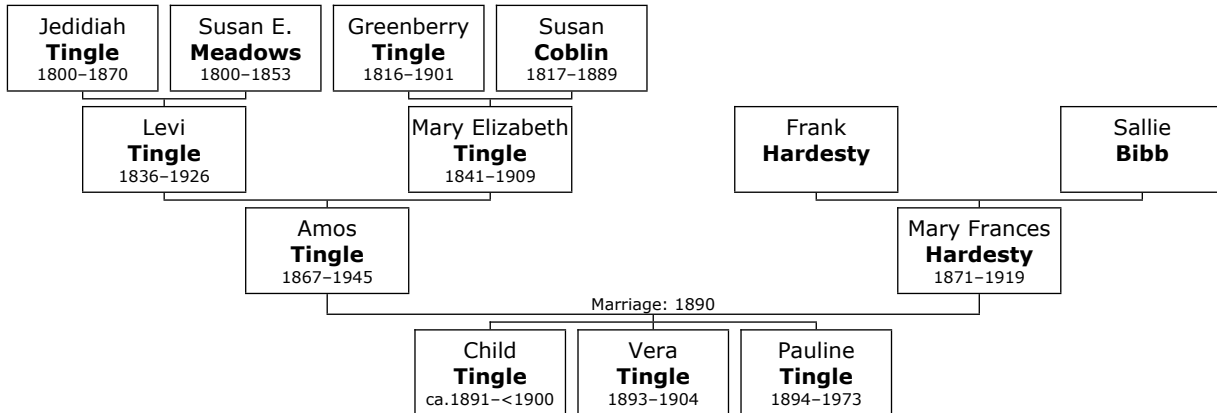 Jedidiah
Tingle
1800–1870
Susan E.
Meadows
1800–1853
Greenberry
Tingle
1816–1901
Susan
Coblin
1817–1889
Levi
Tingle
1836–1926
Mary Elizabeth
Tingle
1841–1909
Frank
Hardesty
Sallie
Bibb
Amos
Tingle
1867–1945
Mary Frances
Hardesty
1871–1919
Marriage: 1890
Child
Tingle
ca.1891–<1900
Vera
Tingle
1893–1904
Pauline
Tingle
1894–1973